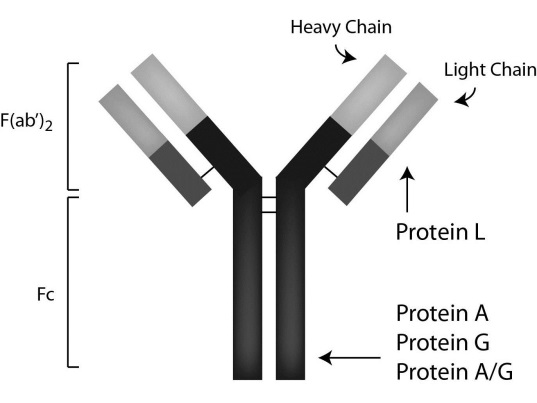 Heavy Chain
Light Chain
F(ab’)₂
Protein L
Fc
Protein A
Protein G
Protein A/G